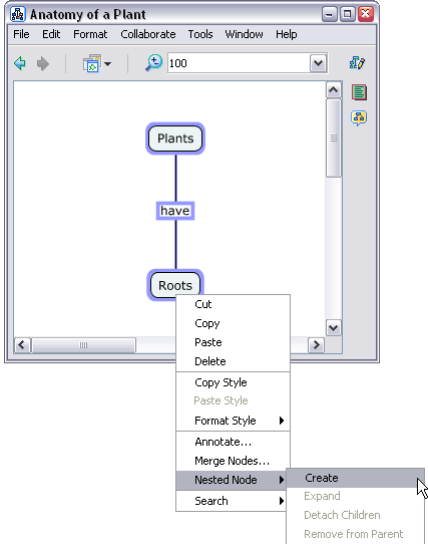 Anatomy of a Plant
File Edit Format Collaborate Tools Window Help
100
Plants
have
Roots
Cut
Copy
Paste
Delete
Copy Style
Paste Style
Format Style
Annotate...
Merge Nodes...
Nested Node
Search
Create
Expand
Detach Children
Remove from Parent